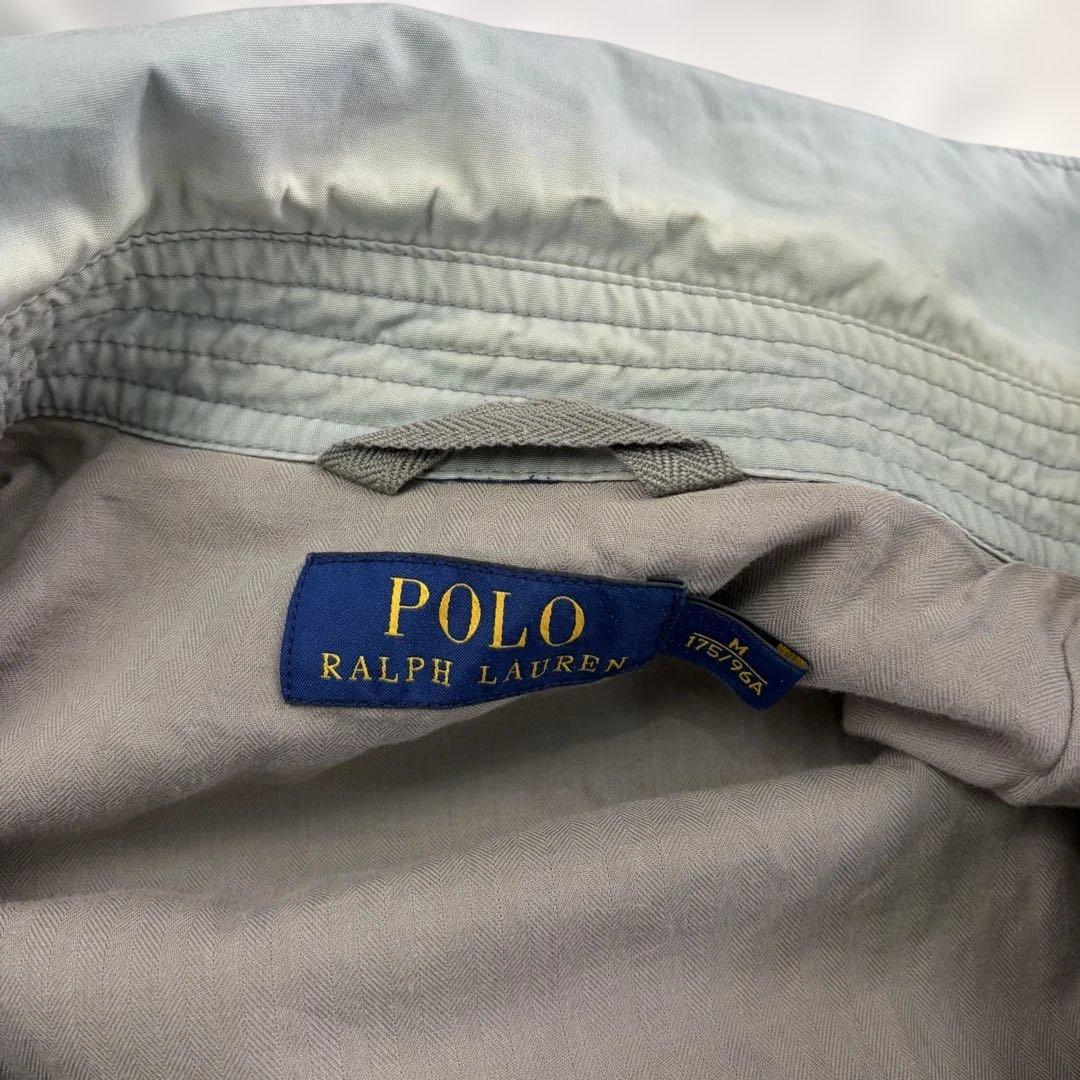 POLO
RALPH LAUREN
M
175/96A